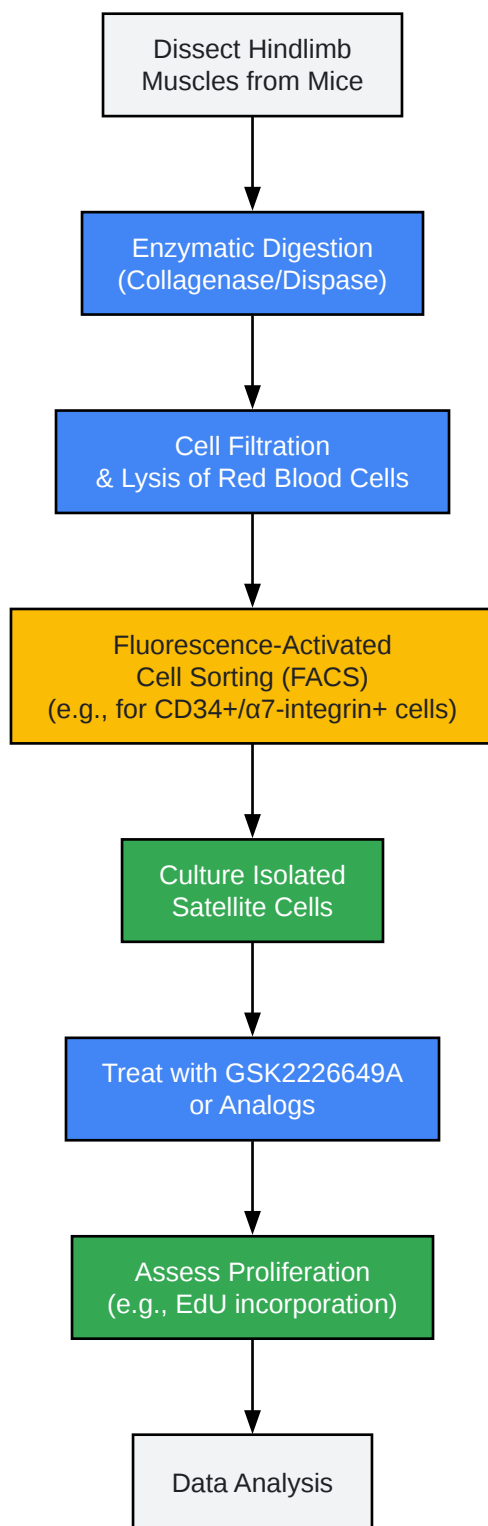 Dissect Hindlimb
Muscles from Mice
Enzymatic Digestion
(Collagenase/Dispase)
Cell Filtration
& Lysis of Red Blood Cells
Fluorescence-Activated
Cell Sorting (FACS)
(e.g., for CD34+/α7-integrin+ cells)
Culture Isolated
Satellite Cells
Treat with GSK2226649A
or Analogs
Assess Proliferation
(e.g., EdU incorporation)
Data Analysis